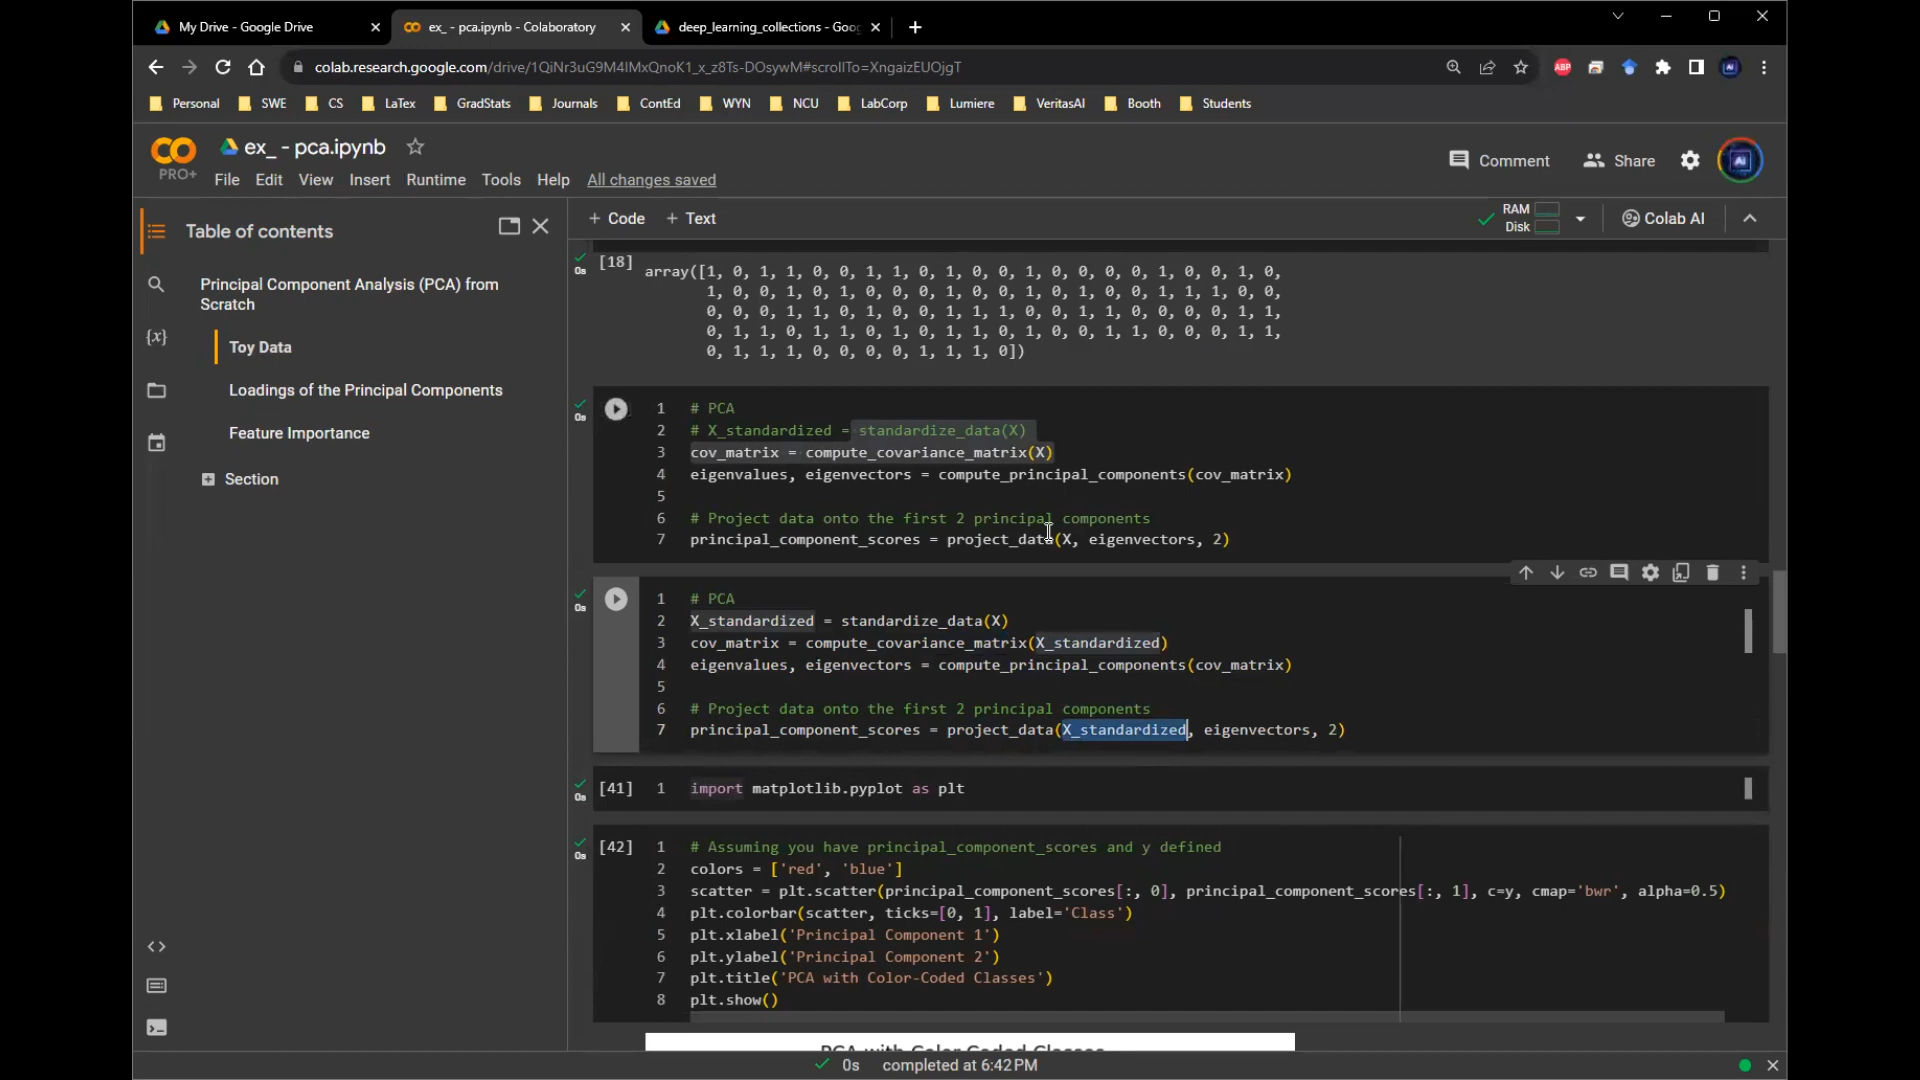 My Drive - Google Drive
ex_ - pca.ipynb - Colaboratory
deep_learning_collections - Goog
colab.research.google.com/drive/1QiNr3uG9M4IMxQnoK1_x_z8Ts-DOsywM#scrollTo=XngaizEUOjgT
ABP
Personal SWE CS LaTex GradStats Journals ContEd WYN NCU LabCorp Lumiere VeritasAI Booth Students
PRO+
ex_ - pca.ipynb
Comment
Share
Ai
File Edit View Insert Runtime Tools Help All changes saved
Table of contents
Principal Component Analysis (PCA) from
Scratch
Toy Data
Loadings of the Principal Components
Feature Importance
Section
{x}
+ Code + Text
RAM
Disk
Colab AI
0s
[18]
array([1, 0, 1, 1, 0, 0, 1, 1, 0, 1, 0, 0, 1, 0, 0, 0, 0, 1, 0, 0, 1, 0,
1, 0, 0, 1, 0, 1, 0, 0, 1, 0, 0, 1, 0, 1, 0, 1, 1, 1, 0, 0,
0, 0, 0, 1, 1, 0, 1, 0, 0, 1, 1, 1, 0, 0, 1, 1, 0, 0, 0, 1, 1,
0, 1, 1, 0, 1, 1, 0, 1, 0, 1, 1, 0, 1, 0, 0, 1, 1, 0, 0, 0, 1, 1,
0, 1, 1, 1, 0, 0, 0, 0, 1, 1, 1, 0])
0s
1 # PCA
2 # X_standardized = standardize_data(X)
3 cov_matrix = compute_covariance_matrix(X)
4 eigenvalues, eigenvectors = compute_principal_components(cov_matrix)
5
6 # Project data onto the first 2 principal components
7 principal_component_scores = project_data(X, eigenvectors, 2)
0s
1 # PCA
2 X_standardized = standardize_data(X)
3 cov_matrix = compute_covariance_matrix(X_standardized)
4 eigenvalues, eigenvectors = compute_principal_components(cov_matrix)
5
6 # Project data onto the first 2 principal components
7 principal_component_scores = project_data(X_standardized, eigenvectors, 2)
0s
[41] 1 import matplotlib.pyplot as plt
0s
[42] 1 # Assuming you have principal_component_scores and y defined
2 colors = ['red', 'blue']
3 scatter = plt.scatter(principal_component_scores[:, 0], principal_component_scores[:, 1], c=y, cmap='bwr', alpha=0.5)
4 plt.colorbar(scatter, ticks=[0, 1], label='Class')
5 plt.xlabel('Principal Component 1')
6 plt.ylabel('Principal Component 2')
7 plt.title('PCA with Color-Coded Classes')
8 plt.show()
PCA with Color-Coded Classes
0s completed at 6:42 PM